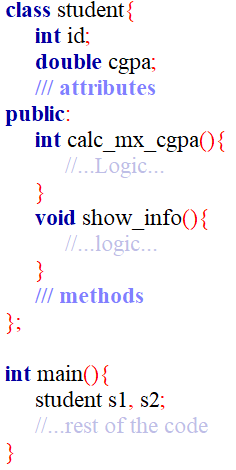 class student{
int id;
double cgpa;
/// attributes
public:
int calc_mx_cgpa(){
//...Logic...
}
void show_info(){
//...logic...
}
/// methods
};
int main(){
student s1, s2;
//...rest of the code
}